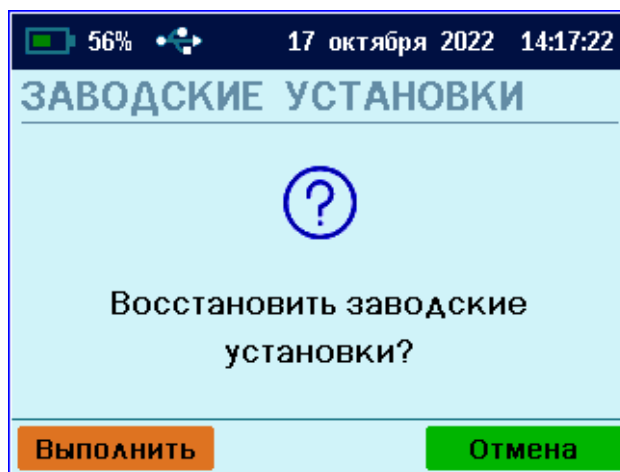 56% 17 октября 2022 14:17:22
ЗАВОДСКИЕ УСТАНОВКИ
?
Восстановить заводские
установки?
Выполнить Отмена